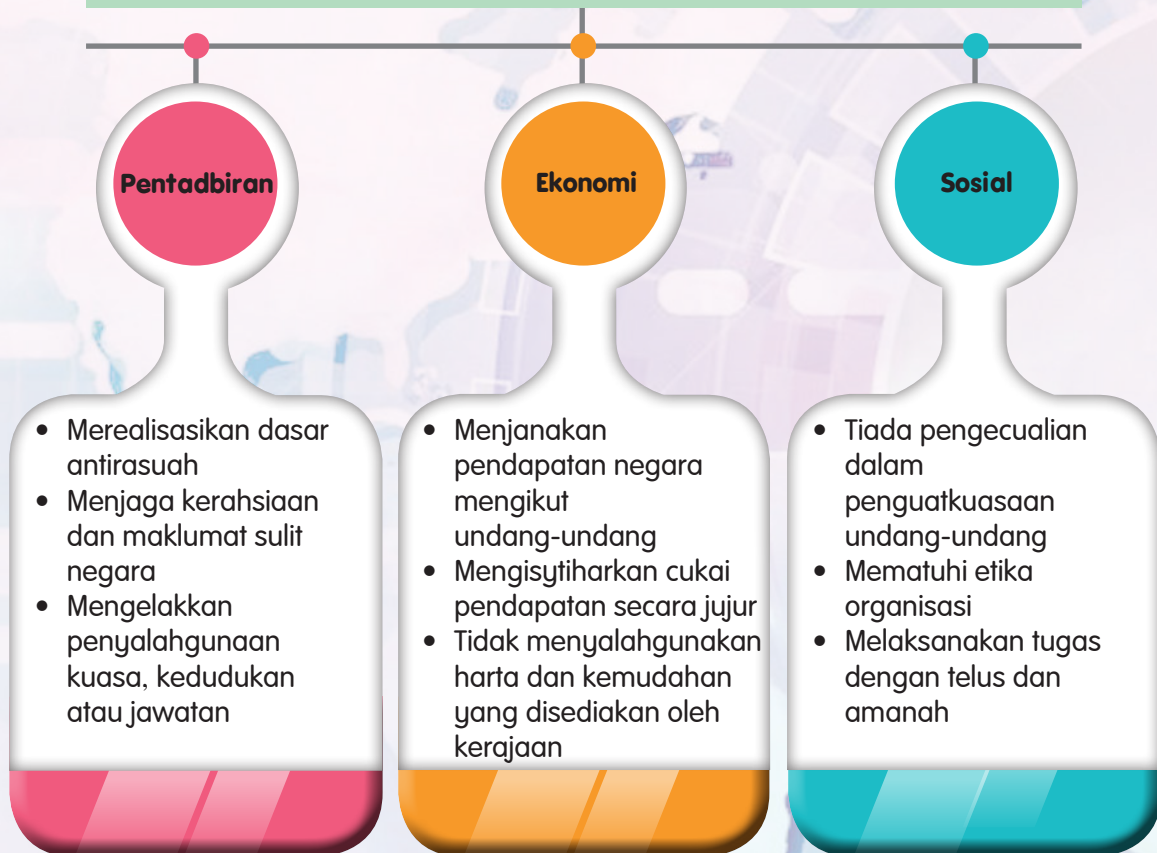 Pentadbiran
• Merealisasikan dasar
antirasuah
• Menjaga kerahsiaan
dan maklumat sulit
negara
• Mengelakkan
penyalahgunaan
kuasa, kedudukan
atau jawatan
Ekonomi
• Menjanakan
pendapatan negara
mengikut
undang-undang
• Mengisytiharkan cukai
pendapatan secara jujur
• Tidak menyalahgunakan
harta dan kemudahan
yang disediakan oleh
kerajaan
Sosial
• Tiada pengecualian
dalam
penguatkuasaan
undang-undang
• Mematuhi etika
organisasi
• Melaksanakan tugas
dengan telus dan
amanah